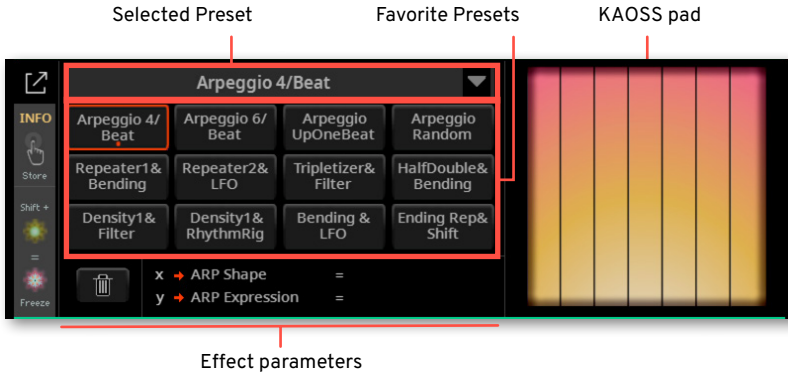 Selected Preset
Favorite Presets
KAOSS pad
Arpeggio 4/Beat
INFO
Store
Shift +
=
Freeze
Arpeggio 4/
Beat
Arpeggio 6/
Beat
Arpeggio
UpOneBeat
Arpeggio
Random
Repeater1&
Bending
Repeater2&
LFO
Tripletizer&
Filter
HalfDouble&
Bending
Density1&
Filter
Density1&
RhythmRig
Bending &
LFO
Ending Rep&
Shift
x → ARP Shape =
y → ARP Expression =
Effect parameters